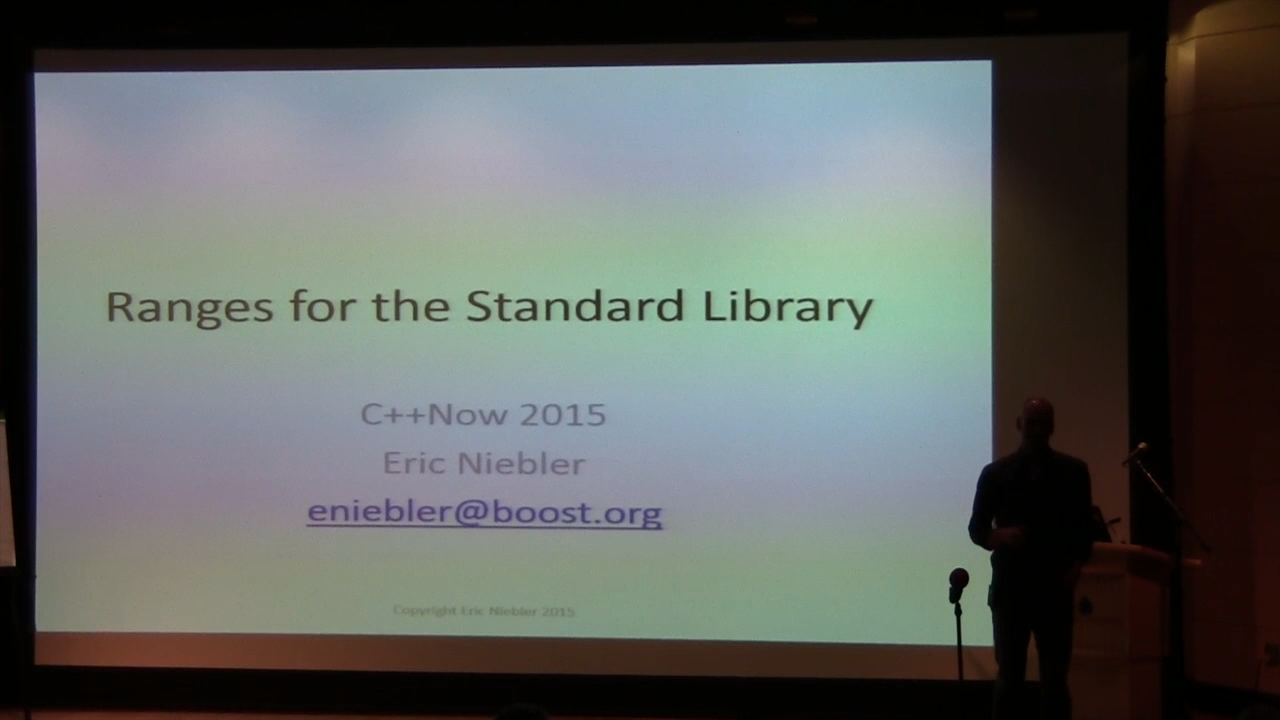 Ranges for the Standard Library
C++Now 2015
Eric Niebler
eniebler@boost.org
Copyright Eric Niebler 2015